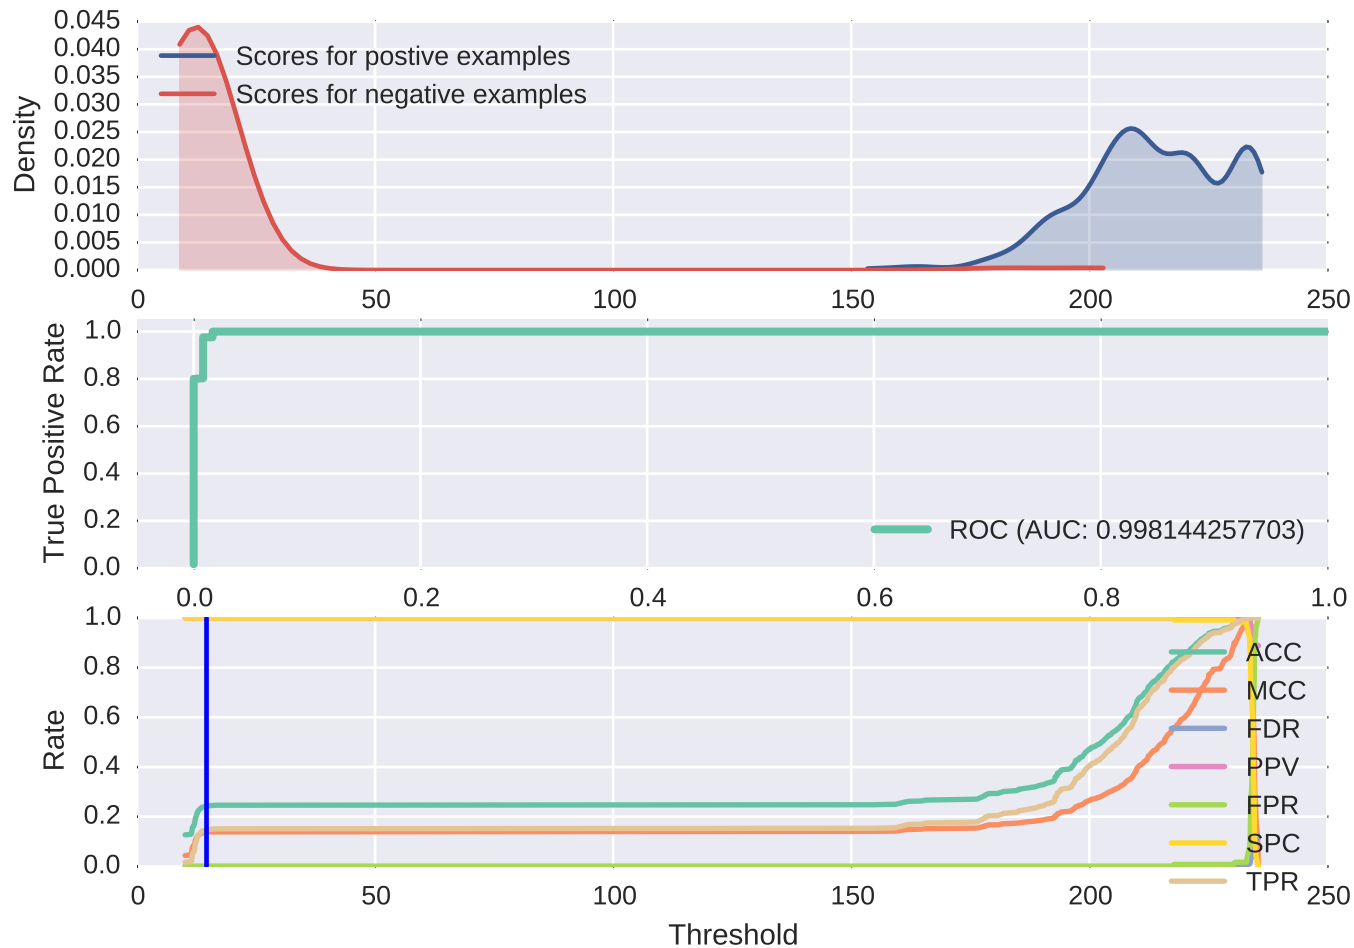 0.045
0.040
0.035
0.030
0.025
0.020
0.015
0.010
0.005
0.000
Density
Scores for postive examples
Scores for negative examples
0 50 100 150 200 250
1.0
0.8
0.6
0.4
0.2
0.0
True Positive Rate
ROC (AUC: 0.998144257703)
0.0 0.2 0.4 0.6 0.8 1.0
1.0
0.8
0.6
0.4
0.2
0.0
Rate
ACC
MCC
FDR
PPV
FPR
SPC
TPR
0 50 100 150 200 250
Threshold